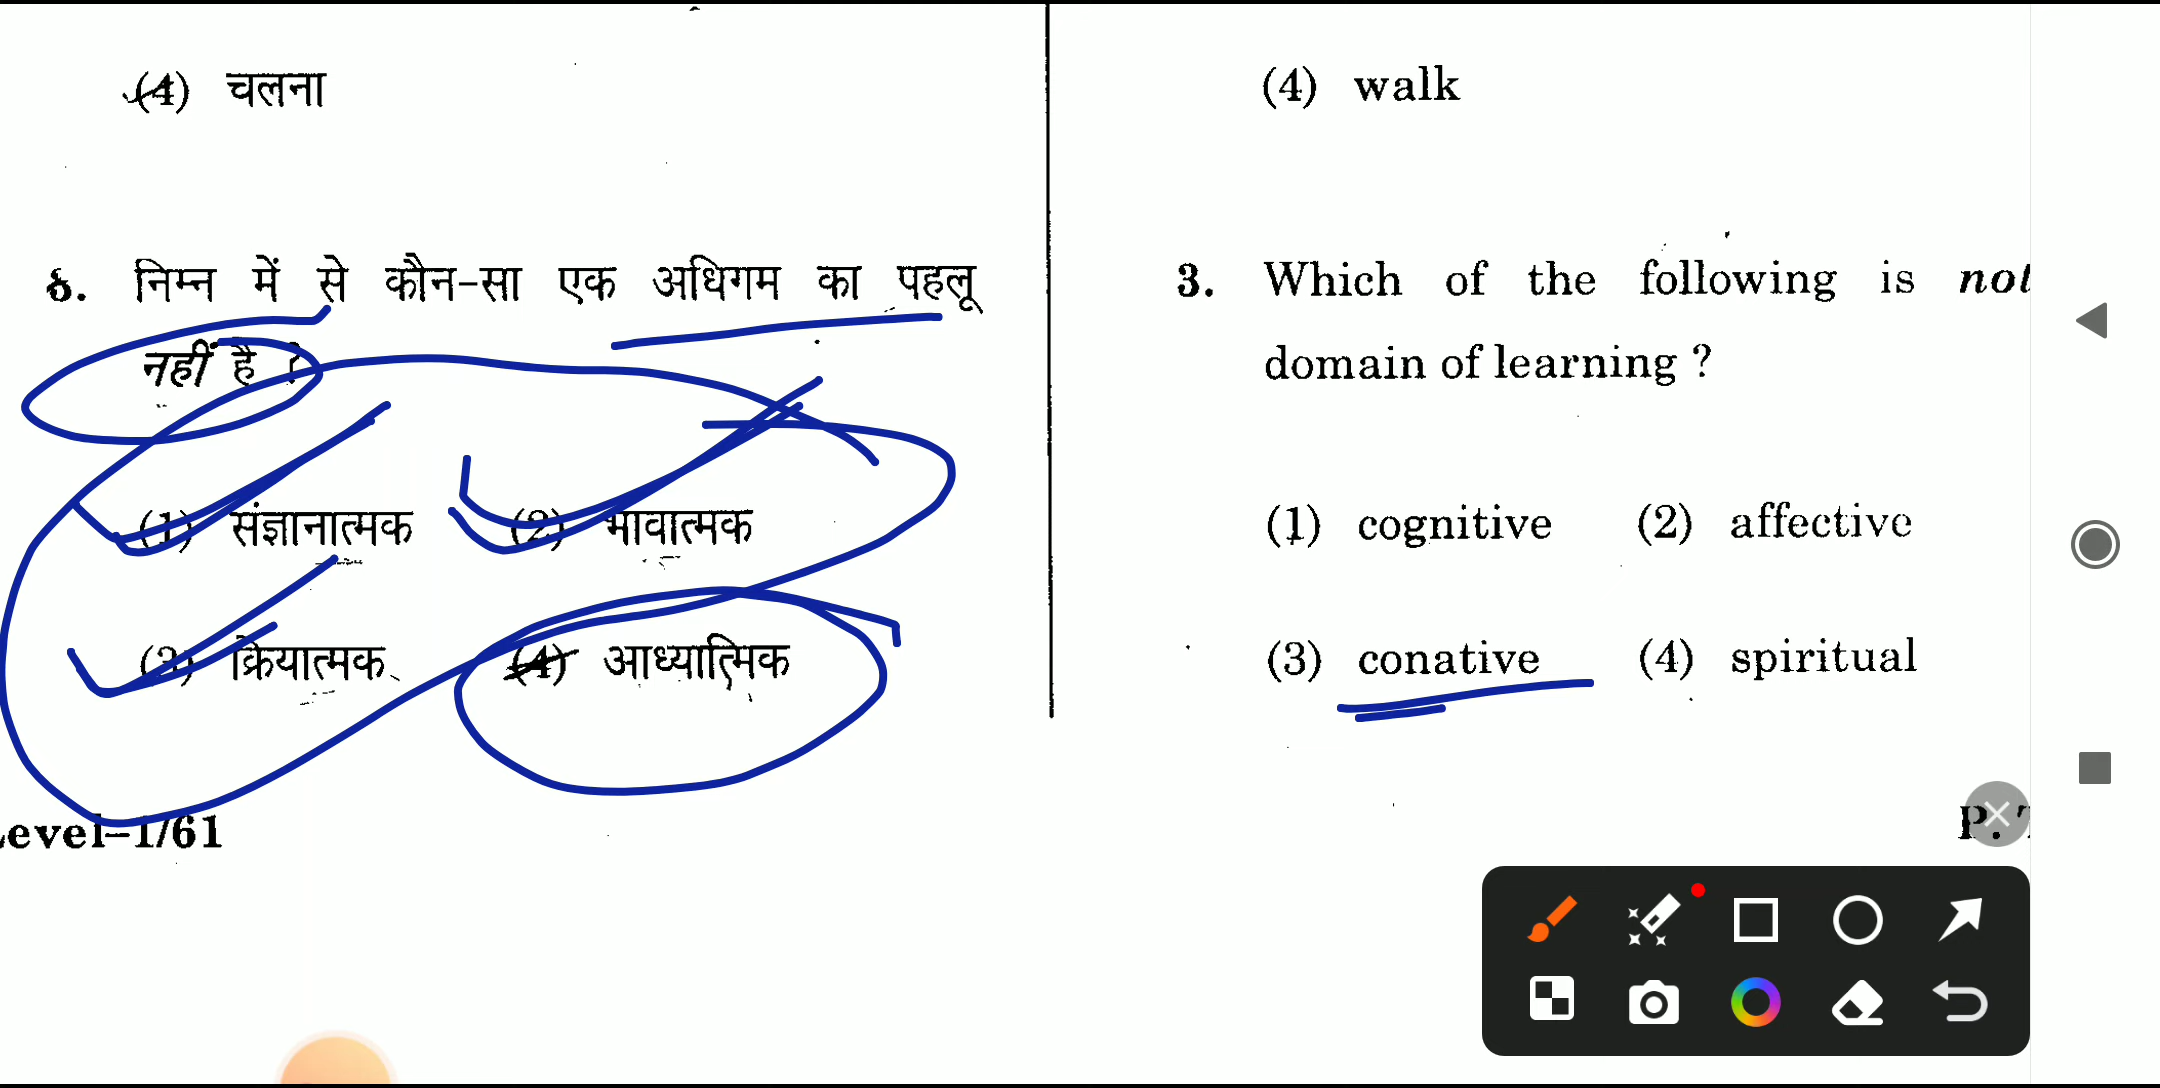 (4) चलना
3. निम्न में से कौन-सा एक अधिगम का पहलू
नहीं है ?
(1) संज्ञानात्मक (2) भावात्मक
(3) क्रियात्मक (4) आध्यात्मिक
Level-1/61
(4) walk
3. Which of the following is not
domain of learning ?
(1) cognitive (2) affective
(3) conative (4) spiritual
P.